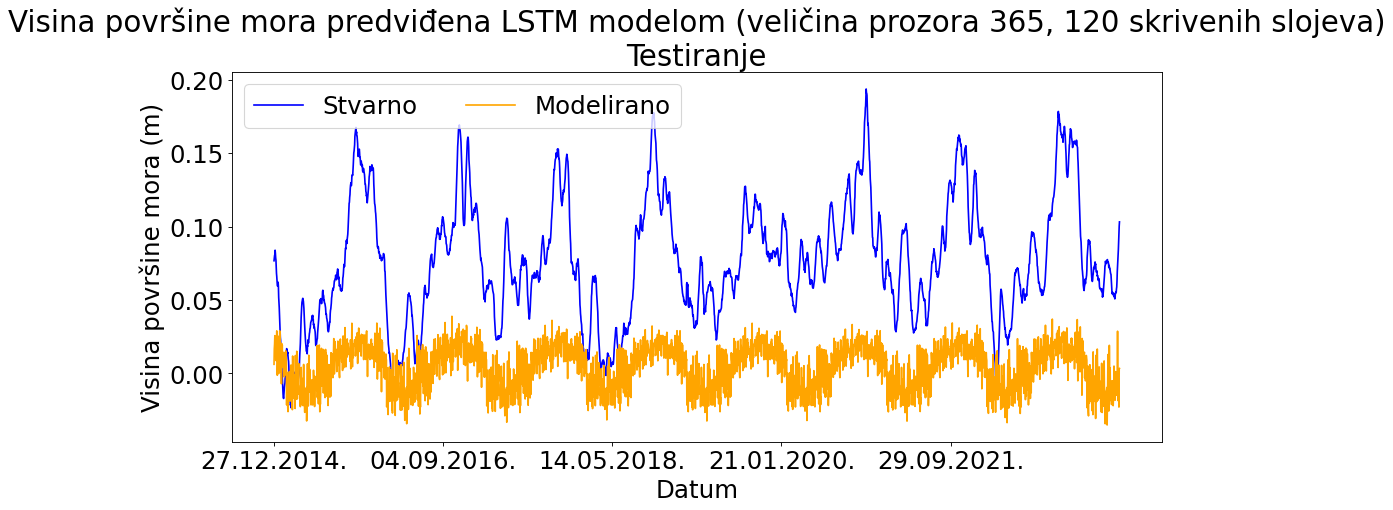 Visina površine mora predviđena LSTM modelom (veličina prozora 365, 120 skrivenih slojeva)
Testiranje
Stvarno
Modelirano
Visina površine mora (m)
0.20
0.15
0.10
0.05
0.00
27.12.2014.
04.09.2016.
14.05.2018.
21.01.2020.
29.09.2021.
Datum